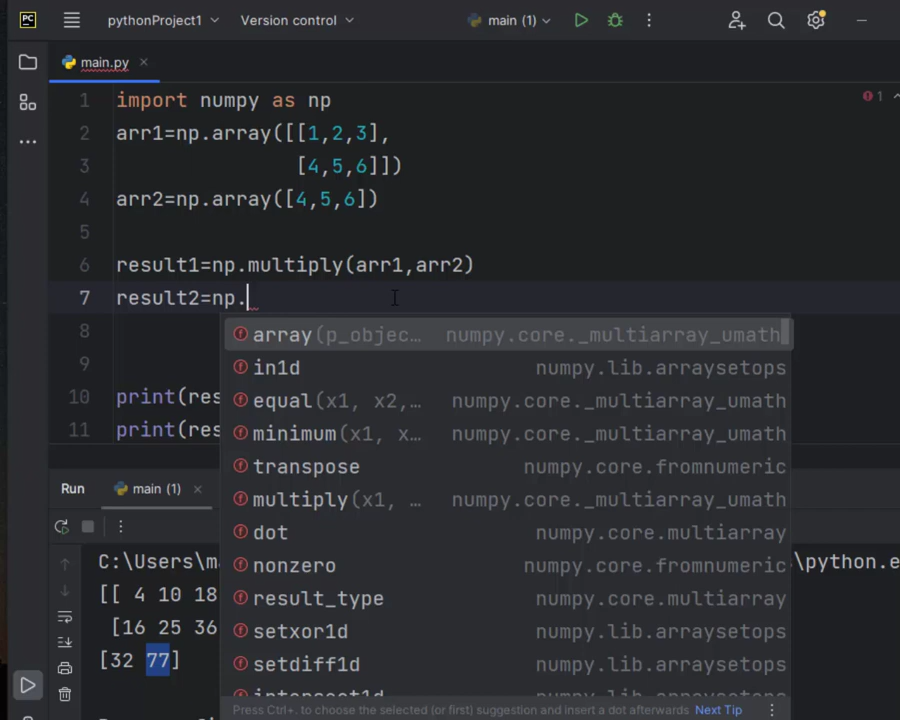 PC pythonProject1 Version control main (1)
main.py
1 import numpy as np
2 arr1=np.array([[1,2,3],
3 [4,5,6]])
4 arr2=np.array([4,5,6])
5
6 result1=np.multiply(arr1,arr2)
7 result2=np.
8
9
10 print(res
11 print(res
1
array(p_objec… numpy.core._multiarray_umath
in1d numpy.lib.arraysetops
equal(x1, x2,… numpy.core._multiarray_umath
minimum(x1, x… numpy.core._multiarray_umath
transpose numpy.core.fromnumeric
multiply(x1, … numpy.core._multiarray_umath
dot numpy.core.multiarray
nonzero numpy.core.fromnumeric
result_type numpy.core.multiarray
setxor1d numpy.lib.arraysetops
setdiff1d numpy.lib.arraysetops
intersect1d numpy.lib.arraysetops
Press Ctrl+. to choose the selected (or first) suggestion and insert a dot afterwards Next Tip
Run main (1)
C:\Users\ma \python.e
[[ 4 10 18
[16 25 36
[32 77]